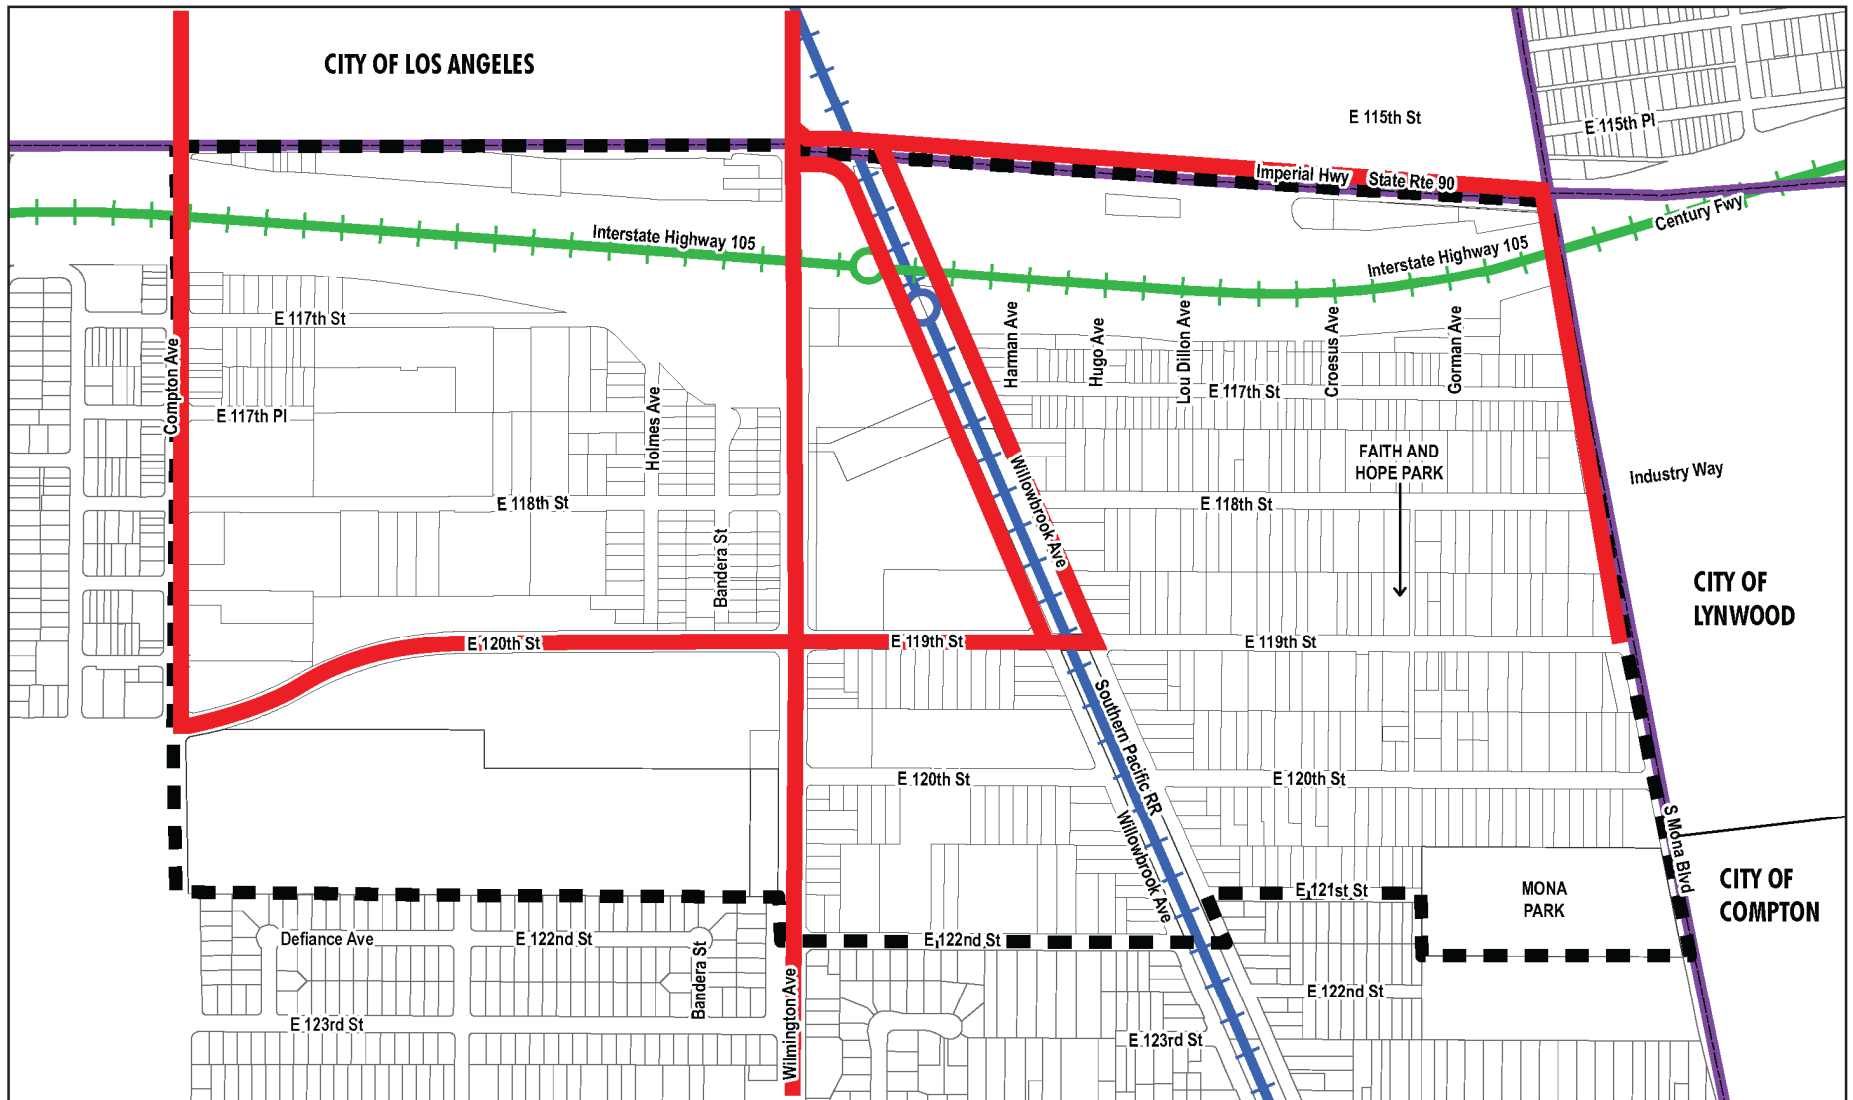 CITY OF LOS ANGELES
E 115th St
E 115th Pl
Imperial Hwy
State Rte 90
Century Fwy
Interstate Highway 105
Interstate Highway 105
E 117th St
Compton Ave
Harman Ave
Hugo Ave
Lou Dillon Ave
Croesus Ave
Gorman Ave
E 117th St
E 117th Pl
Holmes Ave
FAITH AND
HOPE PARK
Industry Way
E 118th St
E 118th St
Willowbrook Ave
Bandera St
CITY OF
LYNWOOD
E 120th St
E 119th St
E 119th St
Southern Pacific RR
E 120th St
E 120th St
Willowbrook Ave
S Mona Blvd
E 121st St
MONA
PARK
CITY OF
COMPTON
Defiance Ave
E 122nd St
E 122nd St
Bandera St
Wilmington Ave
E 122nd St
E 123rd St
E 123rd St